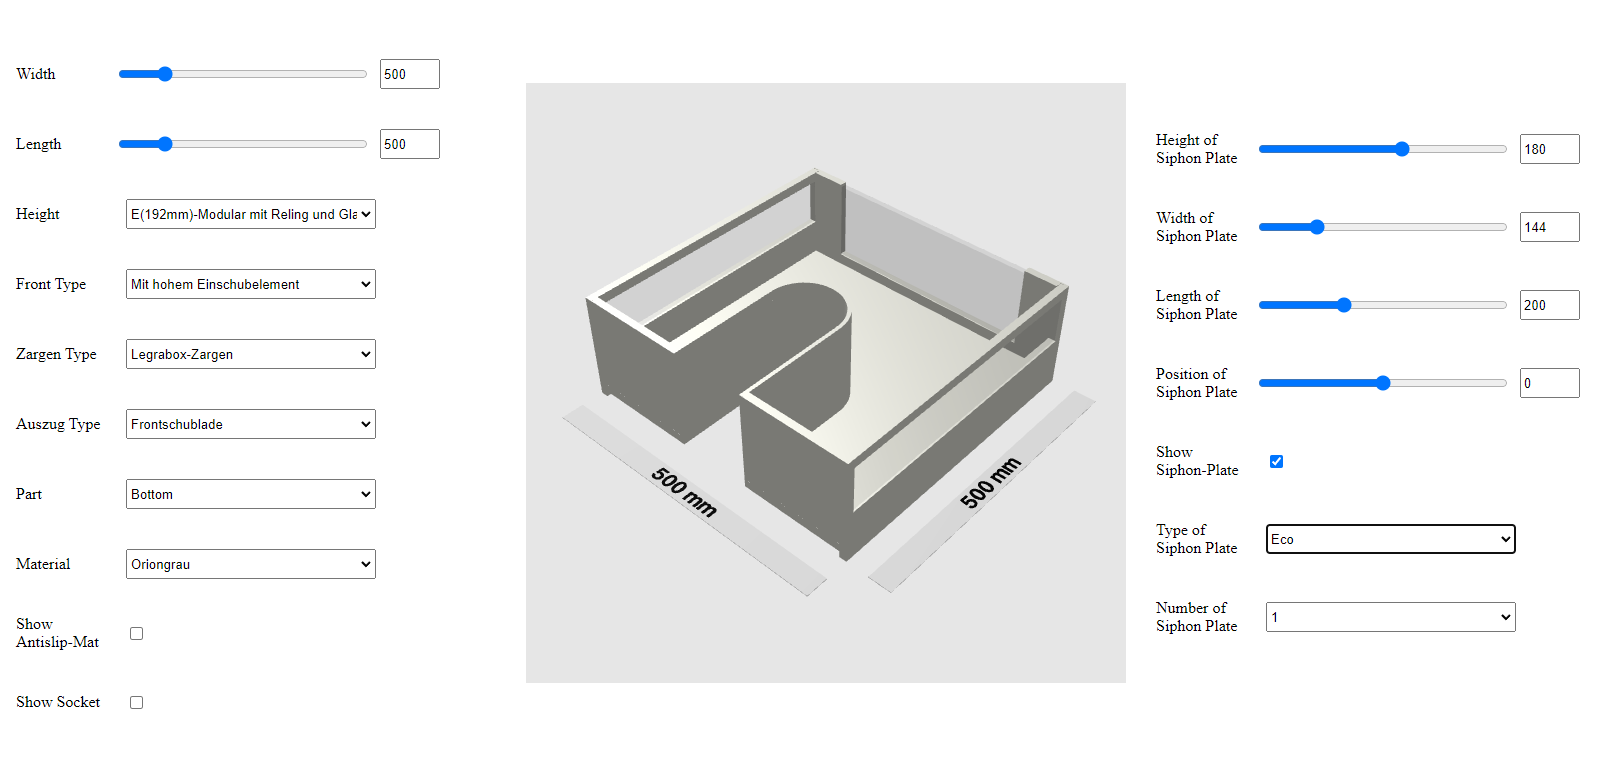 Width
500
Length
500
Height
E(192mm)-Modular mit Reling und Gla
Front Type
Mit hohem Einschubelement
Zargen Type
Legrabox-Zargen
Auszug Type
Frontschublade
Part
Bottom
Material
Oriongrau
Show
Antislip-Mat
Show Socket
500 mm
500 mm
Height of
Siphon Plate
180
Width of
Siphon Plate
144
Length of
Siphon Plate
200
Position of
Siphon Plate
0
Show
Siphon-Plate
Type of
Siphon Plate
Eco
Number of
Siphon Plate
1